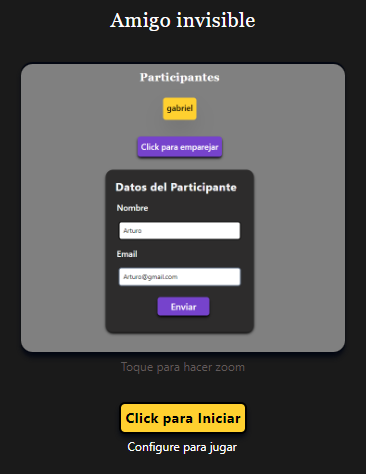 Amigo invisible
Participantes
gabriel
Click para emparejar
Datos del Participante
Nombre
Arturo
Email
Arturo@gmail.com
Enviar
Toque para hacer zoom
Click para Iniciar
Configure para jugar